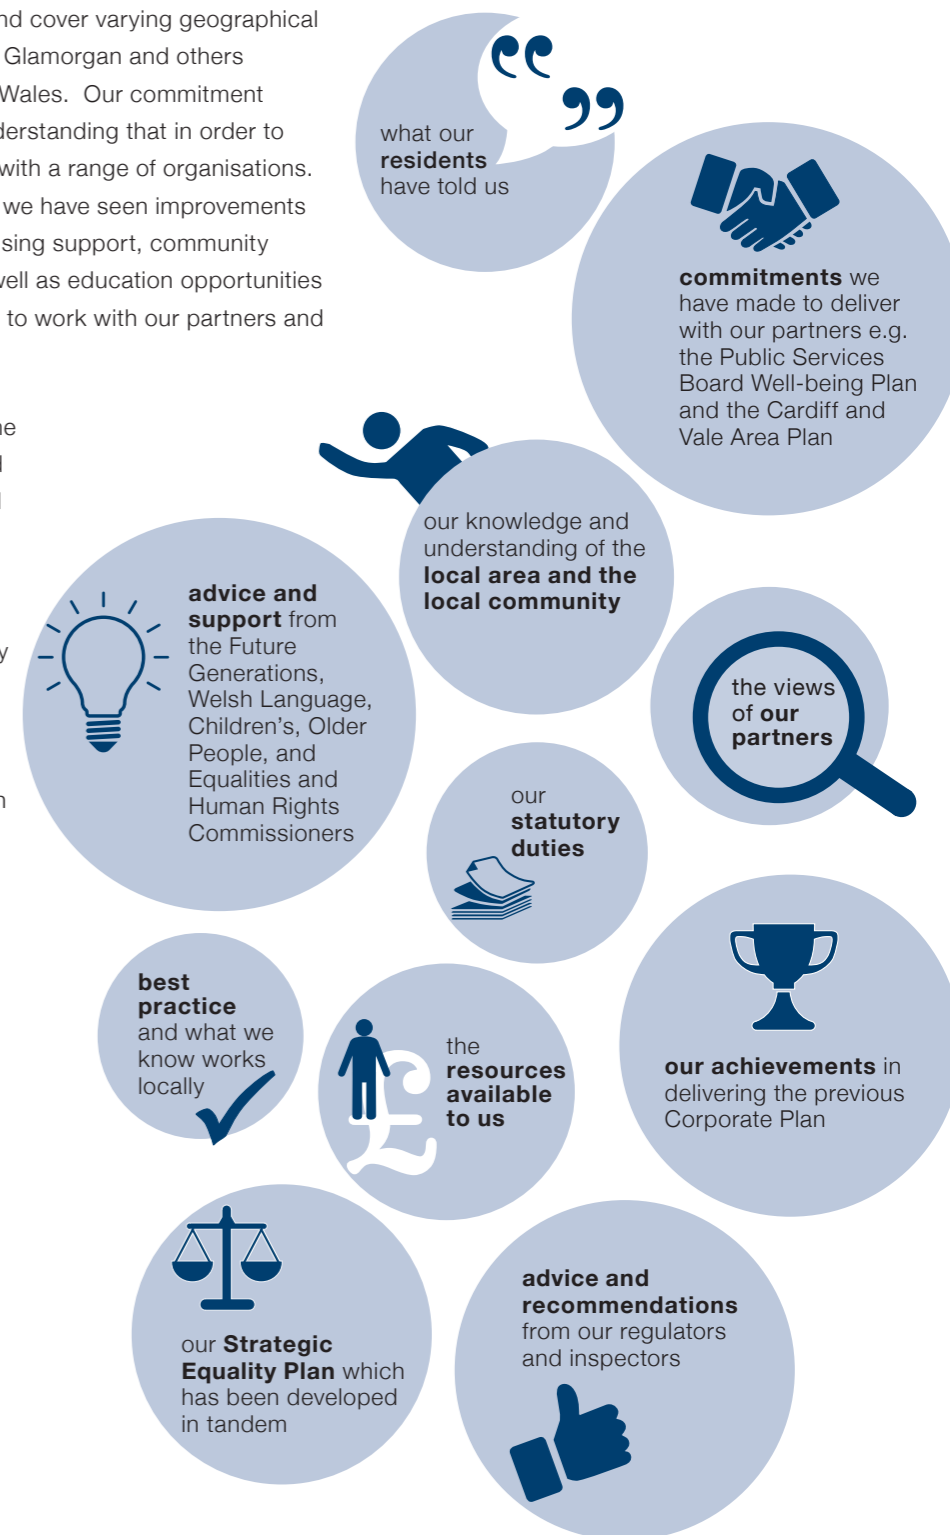 nd cover varying geographical
Glamorgan and others
Wales. Our commitment
derstanding that in order to
with a range of organisations.
we have seen improvements
sing support, community
well as education opportunities
to work with our partners and
ne
d
l
y
n
what our
residents
have told us
commitments we
have made to deliver
with our partners e.g.
the Public Services
Board Well-being Plan
and the Cardiff and
Vale Area Plan
our knowledge and
understanding of the
local area and the
local community
advice and
support from
the Future
Generations,
Welsh Language,
Children’s, Older
People, and
Equalities and
Human Rights
Commissioners
the views
of our
partners
our
statutory
duties
best
practice
and what we
know works
locally
the
resources
available
to us
our achievements in
delivering the previous
Corporate Plan
our Strategic
Equality Plan which
has been developed
in tandem
advice and
recommendations
from our regulators
and inspectors